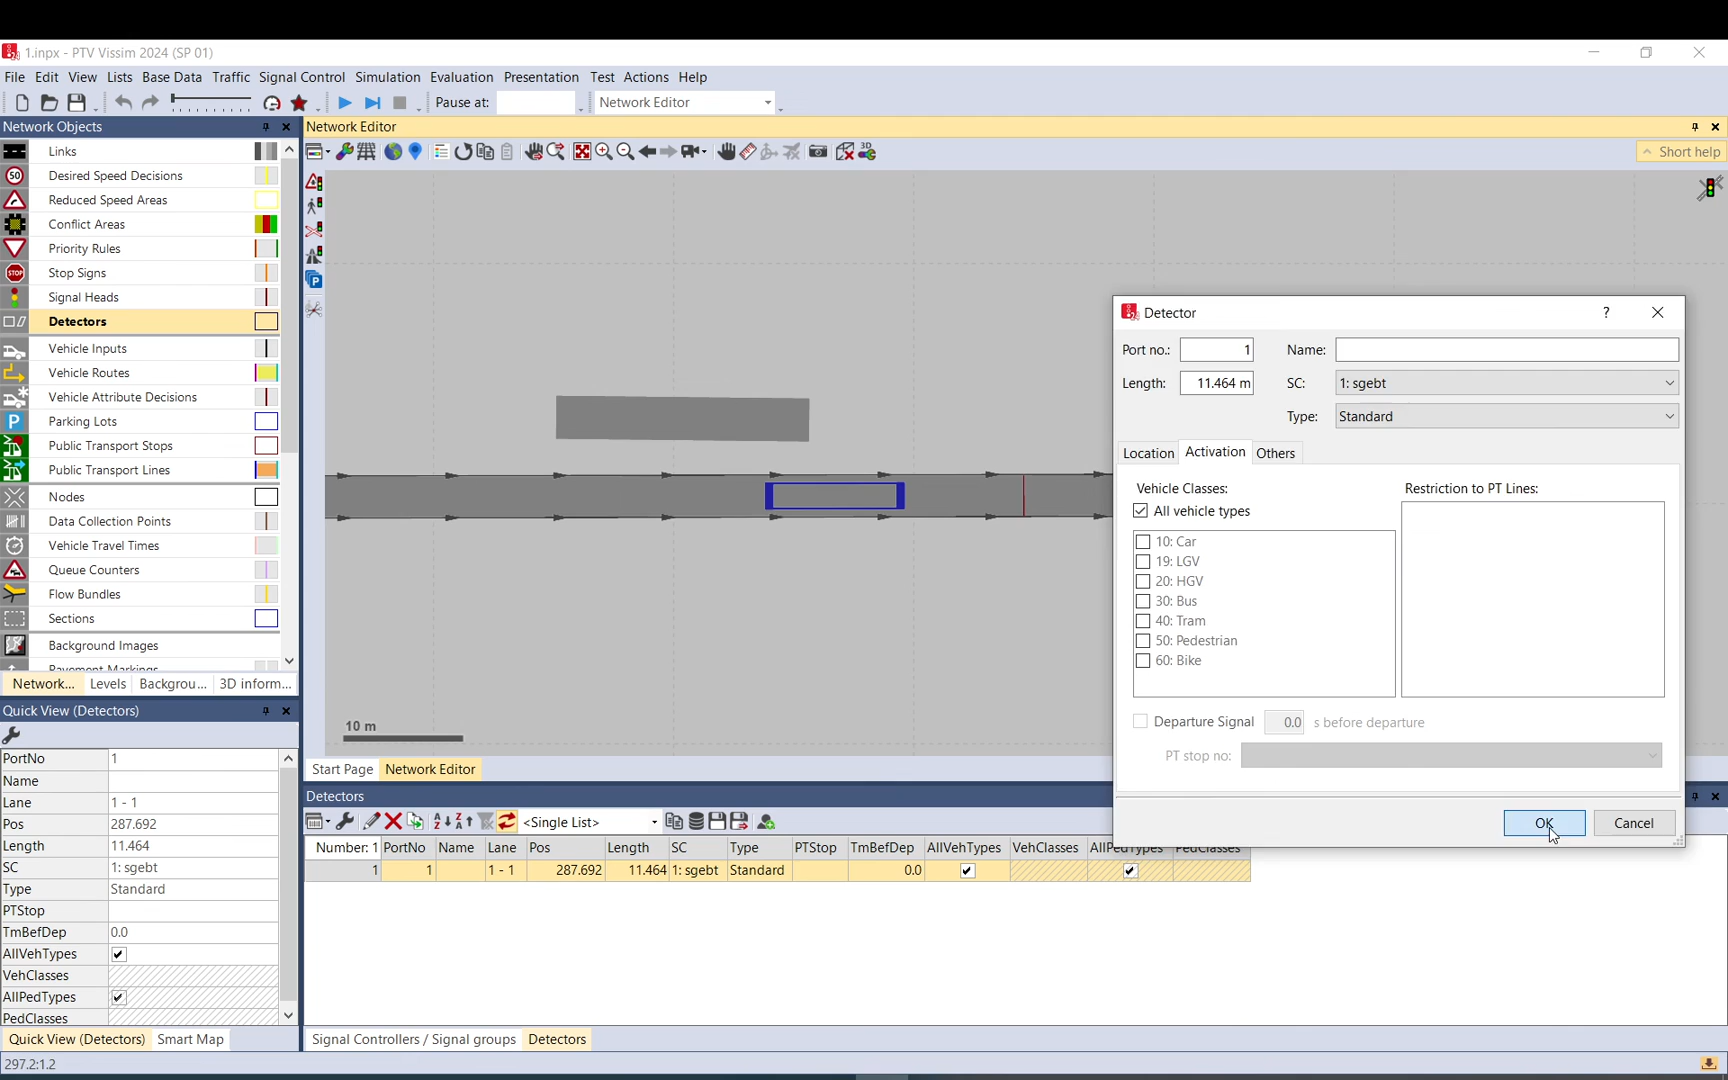 1.inpx - PTV Vissim 2024 (SP 01)
File Edit View Lists Base Data Traffic Signal Control Simulation Evaluation Presentation Test Actions Help
Pause at: Network Editor
Network Objects
Links
50 Desired Speed Decisions
Reduced Speed Areas
Conflict Areas
Priority Rules
STOP Stop Signs
Signal Heads
Detectors
Vehicle Inputs
Vehicle Routes
Vehicle Attribute Decisions
P Parking Lots
Public Transport Stops
Public Transport Lines
Nodes
Data Collection Points
Vehicle Travel Times
Queue Counters
Flow Bundles
Sections
Background Images
Pavement Markings
Network... Levels Backgrou... 3D inform...
Quick View (Detectors)
PortNo 1
Name
Lane 1 - 1
Pos 287.692
Length 11.464
SC 1: sgebt
Type Standard
PTStop
TmBefDep 0.0
AllVehTypes
VehClasses
AllPedTypes
PedClasses
Quick View (Detectors) Smart Map
297.2:1.2
Network Editor
3D
Short help
P
10 m
Start Page Network Editor
Detector ?
Port no.: 1 Name:
Length: 11.464 m SC: 1: sgebt
Type: Standard
Location Activation Others
Vehicle Classes: Restriction to PT Lines:
All vehicle types
10: Car
19: LGV
20: HGV
30: Bus
40: Tram
50: Pedestrian
60: Bike
Departure Signal 0.0 s before departure
PT stop no:
OK Cancel
Detectors
<Single List>
Number: 1 PortNo Name Lane Pos Length SC Type PTStop TmBefDep AllVehTypes VehClasses AllPedTypes PedClasses
1 1 1 - 1 287.692 11.464 1: sgebt Standard 0.0
Signal Controllers / Signal groups Detectors